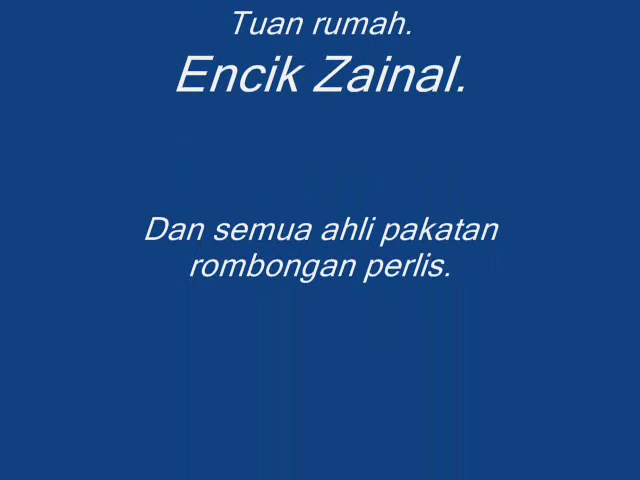 Tuan rumah.
Encik Zainal.
Dan semua ahli pakatan
rombongan perlis.